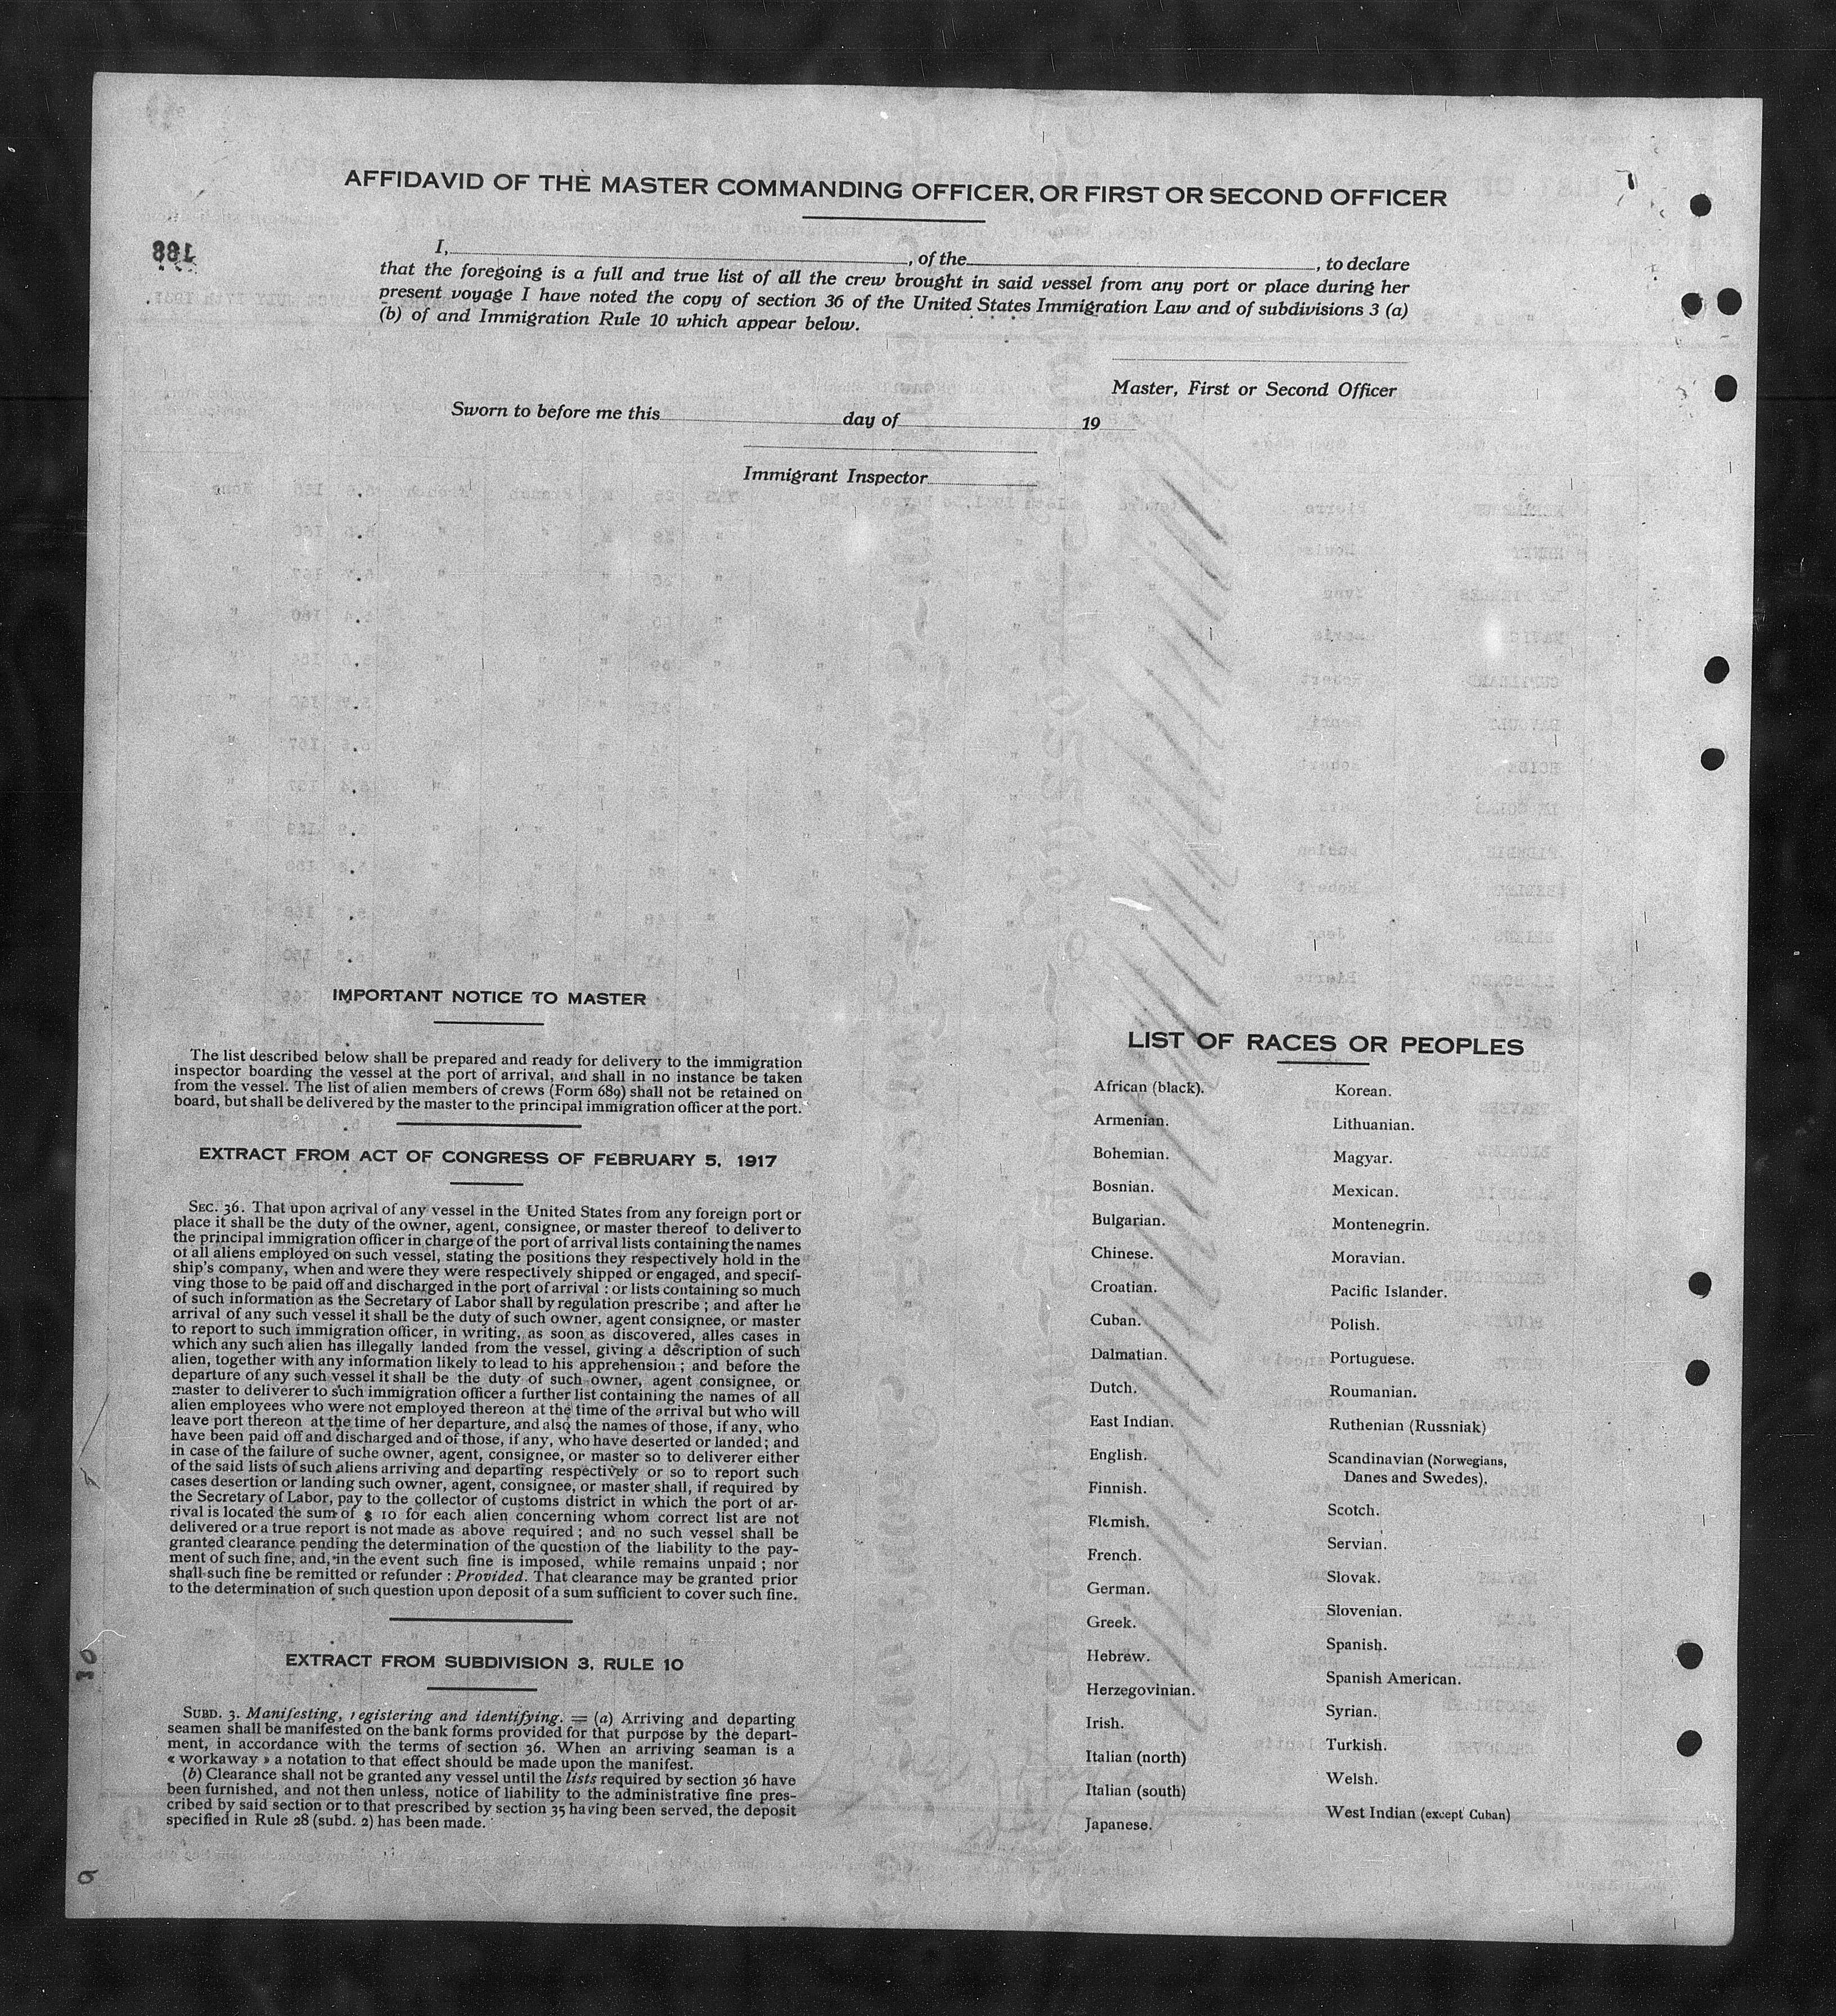 AFFIDAVID OF THE MASTER COMMANDING OFFICER, OR FIRST OR SECOND OFFICER
188
I, , of the , to declare
that the foregoing is a full and true list of all the crew brought in said vessel from any port or place during her
present voyage I have noted the copy of section 36 of the United States Immigration Law and of subdivisions 3 (a)
(b) of and Immigration Rule 10 which appear below.
Master, First or Second Officer
Sworn to before me this day of 19
Immigrant Inspector
IMPORTANT NOTICE TO MASTER
The list described below shall be prepared and ready for delivery to the immigration
inspector boarding the vessel at the port of arrival, and shall in no instance be taken
from the vessel. The list of alien members of crews (Form 689) shall not be retained on
board, but shall be delivered by the master to the principal immigration officer at the port.
EXTRACT FROM ACT OF CONGRESS OF FEBRUARY 5, 1917
SEC. 36. That upon arrival of any vessel in the United States from any foreign port or
place it shall be the duty of the owner, agent, consignee, or master thereof to deliver to
the principal immigration officer in charge of the port of arrival lists containing the names
of all aliens employed on such vessel, stating the positions they respectively hold in the
ship's company, when and were they were respectively shipped or engaged, and specif-
ving those to be paid off and discharged in the port of arrival : or lists containing so much
of such information as the Secretary of Labor shall by regulation prescribe ; and after he
arrival of any such vessel it shall be the duty of such owner, agent consignee, or master
to report to such immigration officer, in writing, as soon as discovered, alles cases in
which any such alien has illegally landed from the vessel, giving a description of such
alien, together with any information likely to lead to his apprehension ; and before the
departure of any such vessel it shall be the duty of such owner, agent consignee, or
master to deliverer to such immigration officer a further list containing the names of all
alien employees who were not employed thereon at the time of the arrival but who will
leave port thereon at the time of her departure, and also the names of those, if any, who
have been paid off and discharged and of those, if any, who have deserted or landed; and
in case of the failure of suche owner, agent, consignee, or master so to deliverer either
of the said lists of such aliens arriving and departing respectively or so to report such
cases desertion or landing such owner, agent, consignee, or master shall, if required by
the Secretary of Labor, pay to the collector of customs district in which the port of ar-
rival is located the sum of $ 10 for each alien concerning whom correct list are not
delivered or a true report is not made as above required ; and no such vessel shall be
granted clearance pending the determination of the question of the liability to the pay-
ment of such fine, and, in the event such fine is imposed, while remains unpaid ; nor
shall such fine be remitted or refunder : Provided. That clearance may be granted prior
to the determination of such question upon deposit of a sum sufficient to cover such fine.
EXTRACT FROM SUBDIVISION 3, RULE 10
SUBD. 3. Manifesting, registering and identifying. = (a) Arriving and departing
seamen shall be manifested on the bank forms provided for that purpose by the depart-
ment, in accordance with the terms of section 36. When an arriving seaman is a
« workaway » a notation to that effect should be made upon the manifest.
(b) Clearance shall not be granted any vessel until the lists required by section 36 have
been furnished, and not then unless, notice of liability to the administrative fine pres-
cribed by said section or to that prescribed by section 35 having been served, the deposit
specified in Rule 28 (subd. 2) has been made.
30
LIST OF RACES OR PEOPLES
African (black).
Armenian.
Bohemian.
Bosnian.
Bulgarian.
Chinese.
Croatian.
Cuban.
Dalmatian.
Dutch.
East Indian.
English.
Finnish.
Flemish.
French.
German.
Greek.
Hebrew.
Herzegovinian.
Irish.
Italian (north)
Italian (south)
Japanese.
Korean.
Lithuanian.
Magyar.
Mexican.
Montenegrin.
Moravian.
Pacific Islander.
Polish.
Portuguese.
Roumanian.
Ruthenian (Russniak)
Scandinavian (Norwegians,
Danes and Swedes).
Scotch.
Servian.
Slovak.
Slovenian.
Spanish.
Spanish American.
Syrian.
Turkish.
Welsh.
West Indian (except Cuban)